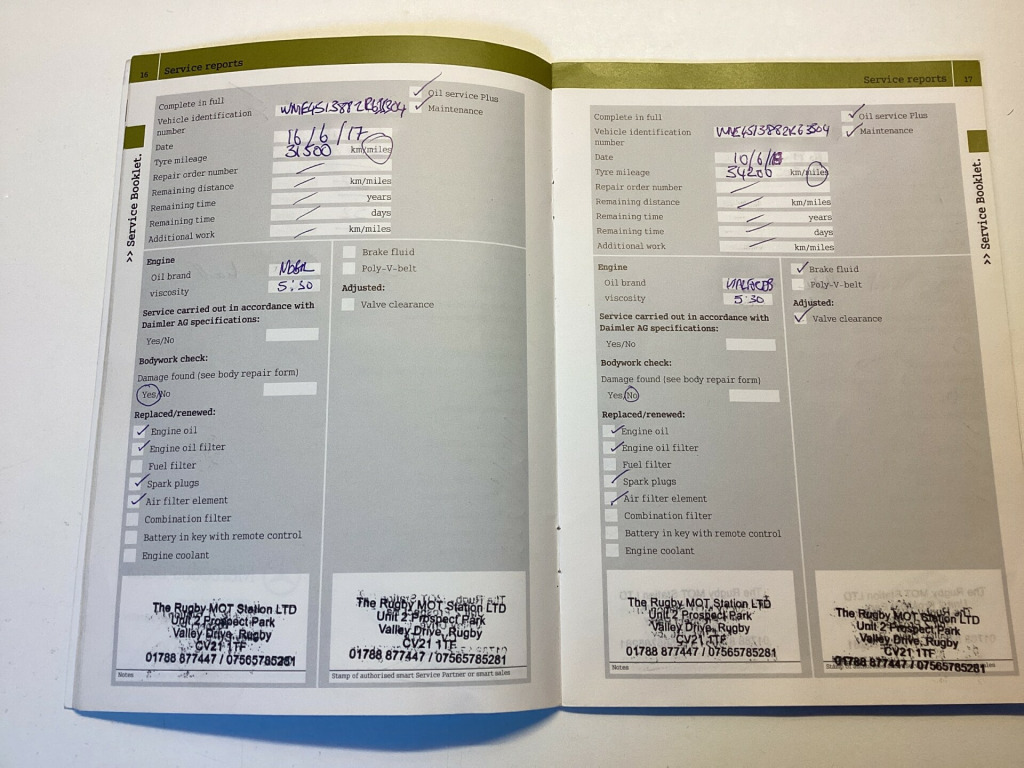 16 Service reports
>> Service Booklet.
Complete in full
Oil service Plus
Vehicle identification number
Maintenance
Date 16/6/17
Tyre mileage 31500 km/miles
Repair order number
Remaining distance km/miles
Remaining time years
Remaining time days
Additional work km/miles
Engine
Oil brand Mobil
viscosity 5:30
Service carried out in accordance with
Daimler AG specifications:
Yes/No
Bodywork check:
Damage found (see body repair form)
Yes/No
Replaced/renewed:
Engine oil
Engine oil filter
Fuel filter
Spark plugs
Air filter element
Combination filter
Battery in key with remote control
Engine coolant
Brake fluid
Poly-V-belt
Adjusted:
Valve clearance
The Rugby MOT Station LTD
Unit 2 Prospect Park
Valley Drive, Rugby
CV21 1TF
01788 877447 / 07565785281
Notes
The Rugby MOT Station LTD
Unit 2 Prospect Park
Valley Drive, Rugby
CV21 1TF
01788 877447 / 07565785281
Stamp of authorised smart Service Partner or smart sales
Service reports 17
>> Service Booklet.
Complete in full
Oil service Plus
Vehicle identification number
Maintenance
Date 10/6/
Tyre mileage 34206 km/miles
Repair order number
Remaining distance km/miles
Remaining time years
Remaining time days
Additional work km/miles
Engine
Oil brand
viscosity 5:30
Service carried out in accordance with
Daimler AG specifications:
Yes/No
Bodywork check:
Damage found (see body repair form)
Yes/No
Replaced/renewed:
Engine oil
Engine oil filter
Fuel filter
Spark plugs
Air filter element
Combination filter
Battery in key with remote control
Engine coolant
Brake fluid
Poly-V-belt
Adjusted:
Valve clearance
The Rugby MOT Station LTD
Unit 2 Prospect Park
Valley Drive, Rugby
CV21 1TF
01788 877447 / 07565785281
Notes
The Rugby MOT Station LTD
Unit 2 Prospect Park
Valley Drive, Rugby
CV21 1TF
01788 877447 / 07565785281
sales